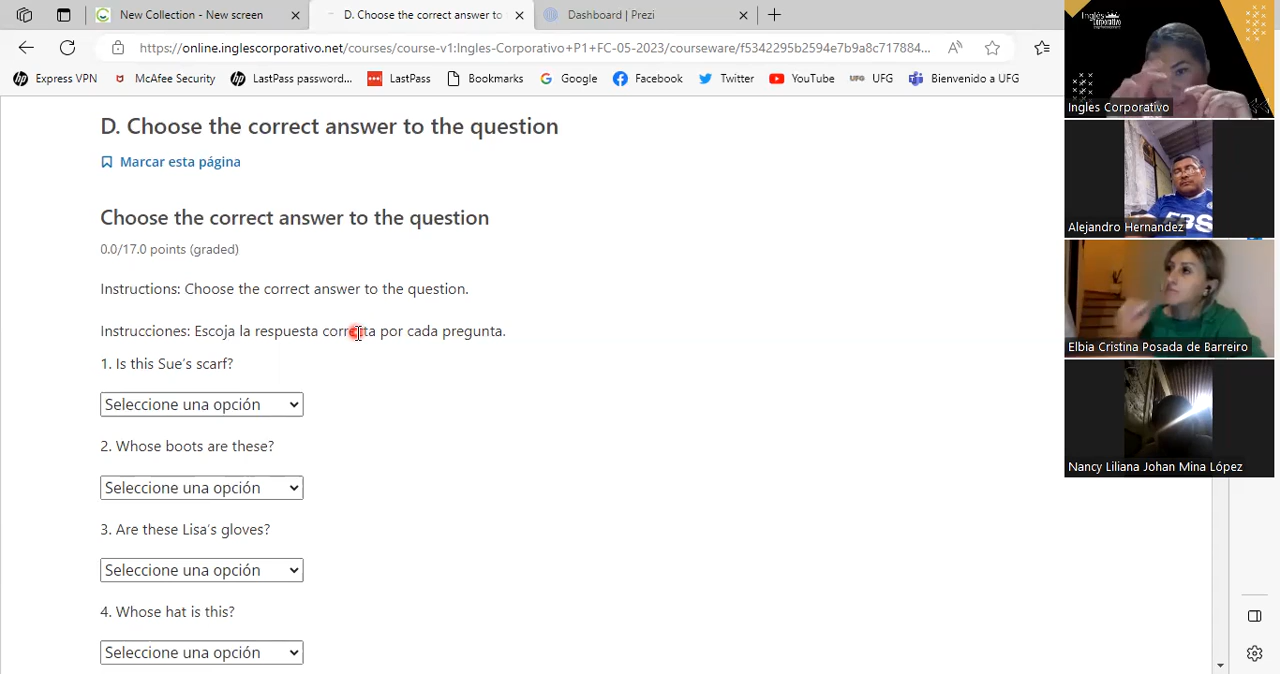 New Collection - New screen
D. Choose the correct answer to
Dashboard | Prezi
https://online.inglescorporativo.net/courses/course-v1:Ingles-Corporativo+P1+FC-05-2023/courseware/f5342295b2594e7b9a8c717884...
Express VPN
McAfee Security
LastPass password...
LastPass
Bookmarks
Google
Facebook
Twitter
YouTube
UFG
Bienvenido a UFG
D. Choose the correct answer to the question
Marcar esta página
Choose the correct answer to the question
0.0/17.0 points (graded)
Instructions: Choose the correct answer to the question.
Instrucciones: Escoja la respuesta correcta por cada pregunta.
1. Is this Sue's scarf?
Seleccione una opción
2. Whose boots are these?
Seleccione una opción
3. Are these Lisa's gloves?
Seleccione una opción
4. Whose hat is this?
Seleccione una opción
Inglés
Corporativo
Ingles Corporativo
Alejandro Hernandez
Elbia Cristina Posada de Barreiro
Nancy Liliana Johan Mina López